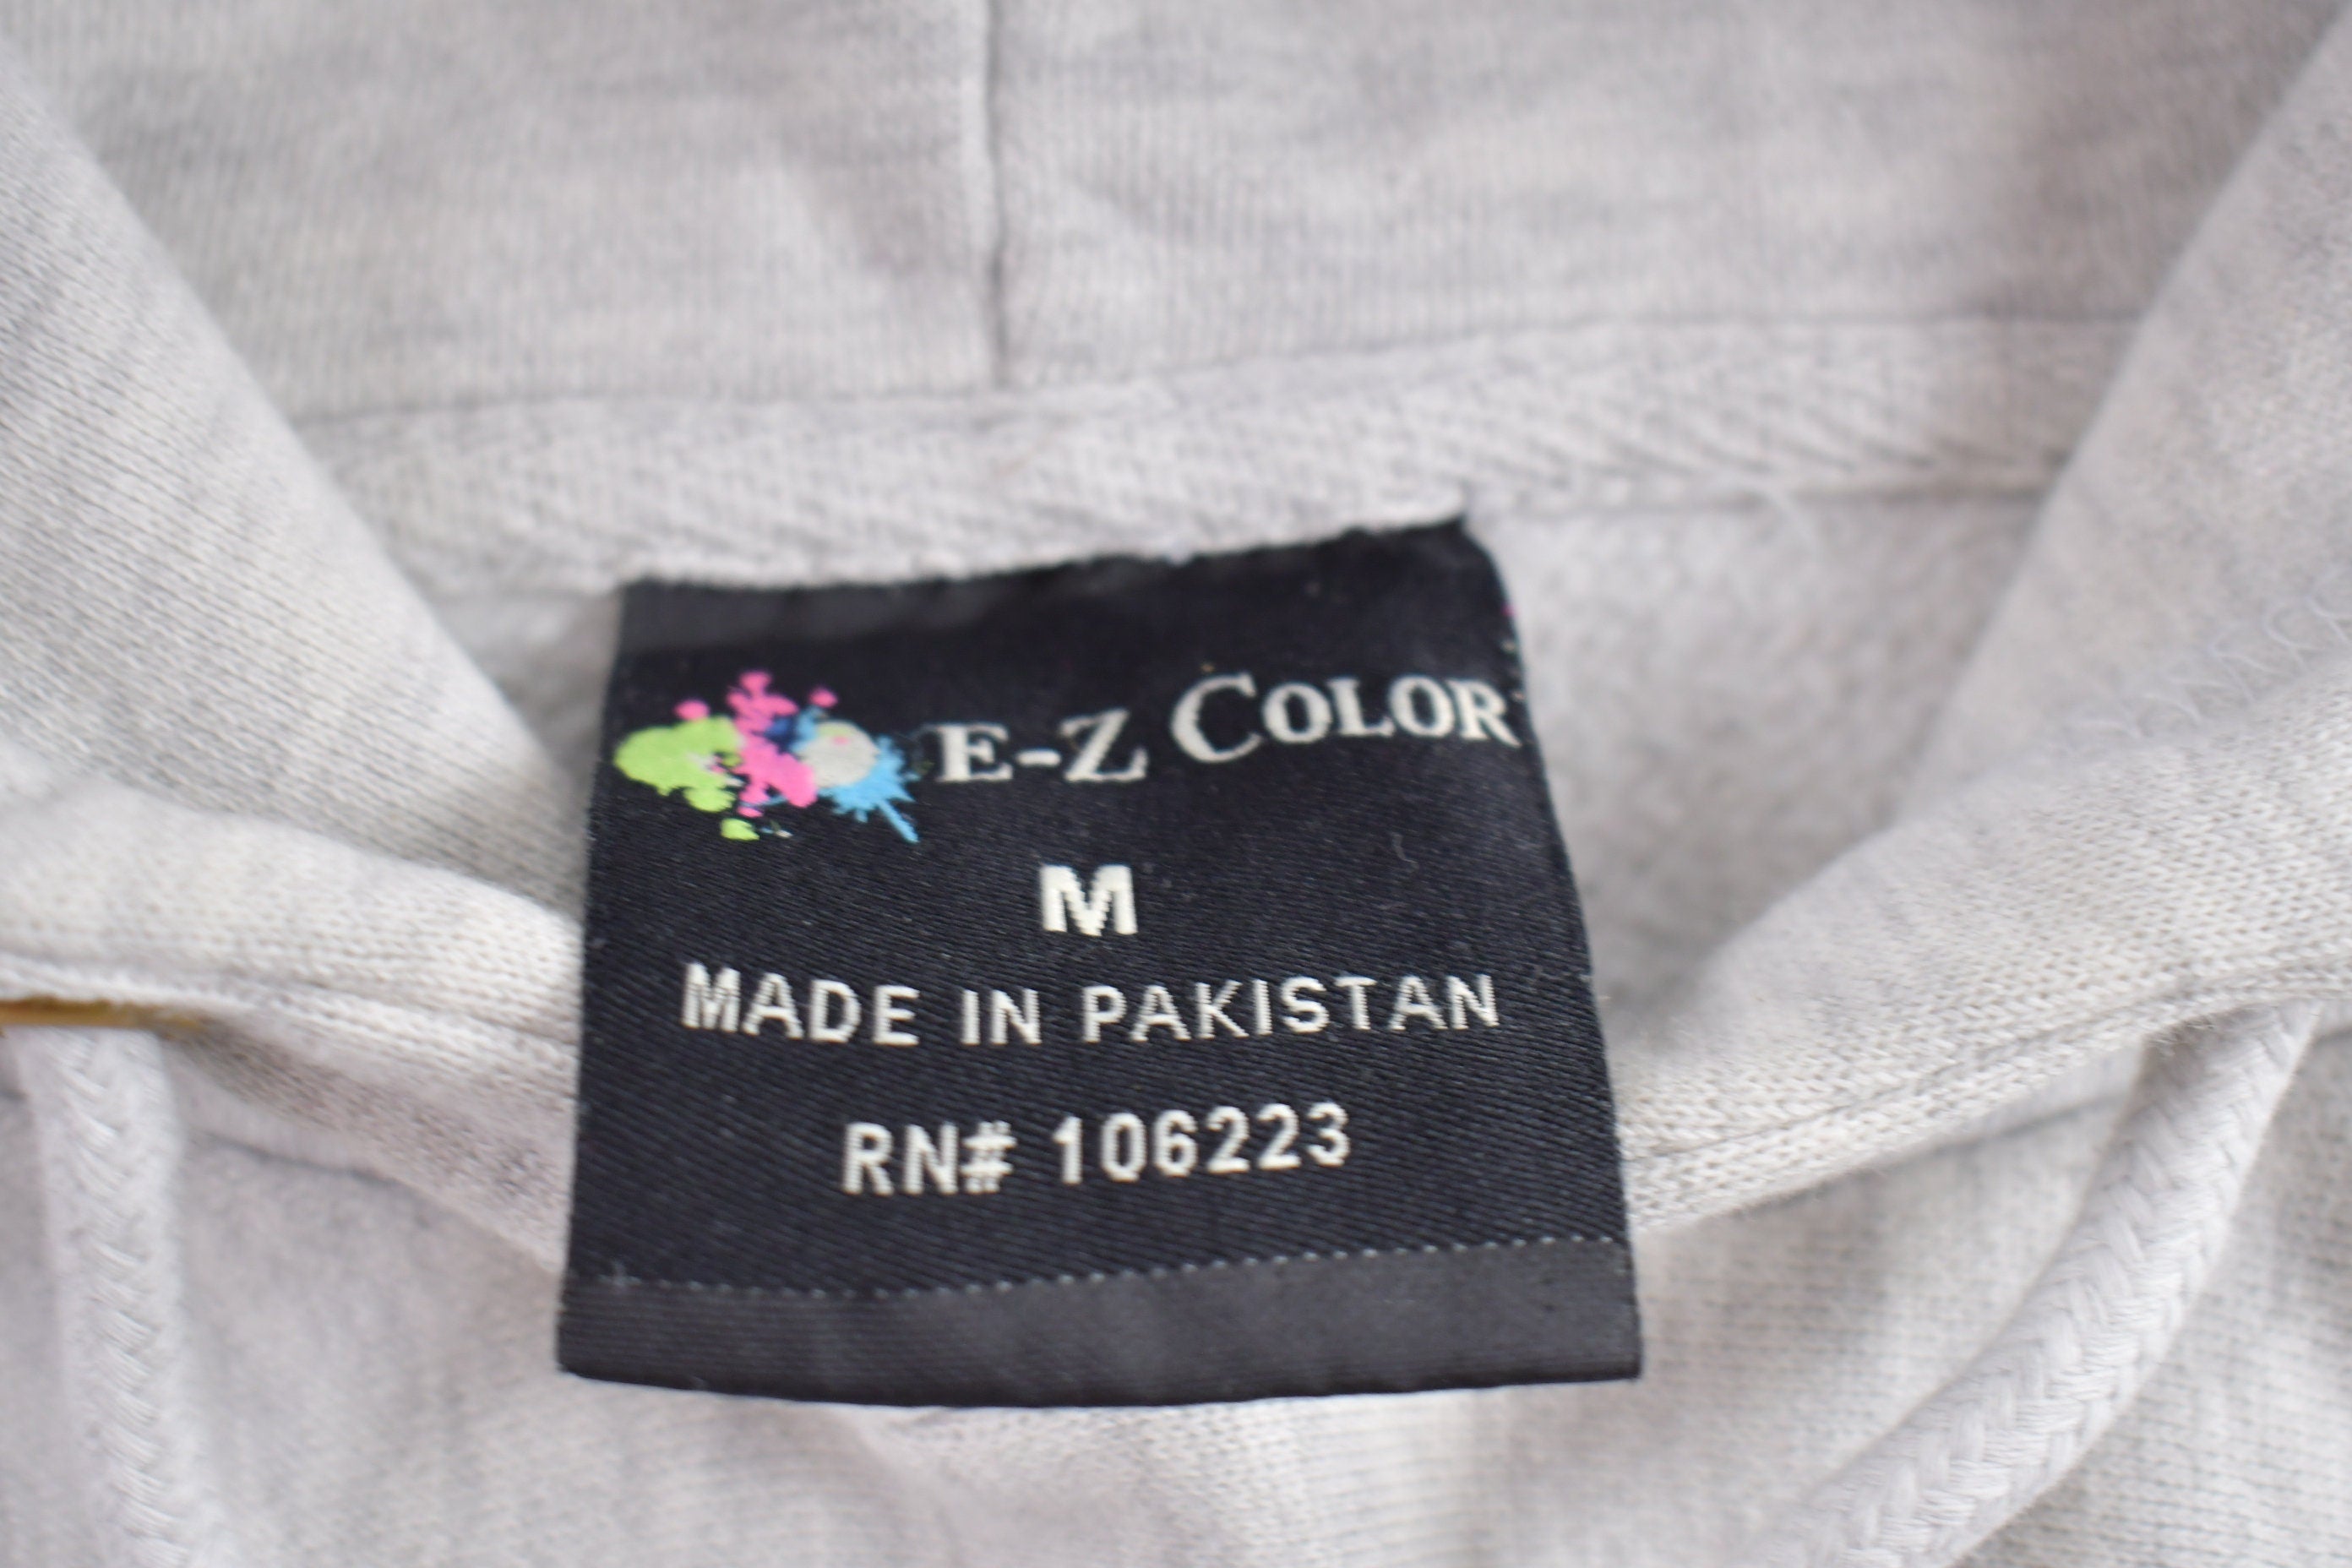 E-Z COLOR
M
MADE IN PAKISTAN
RN# 106223